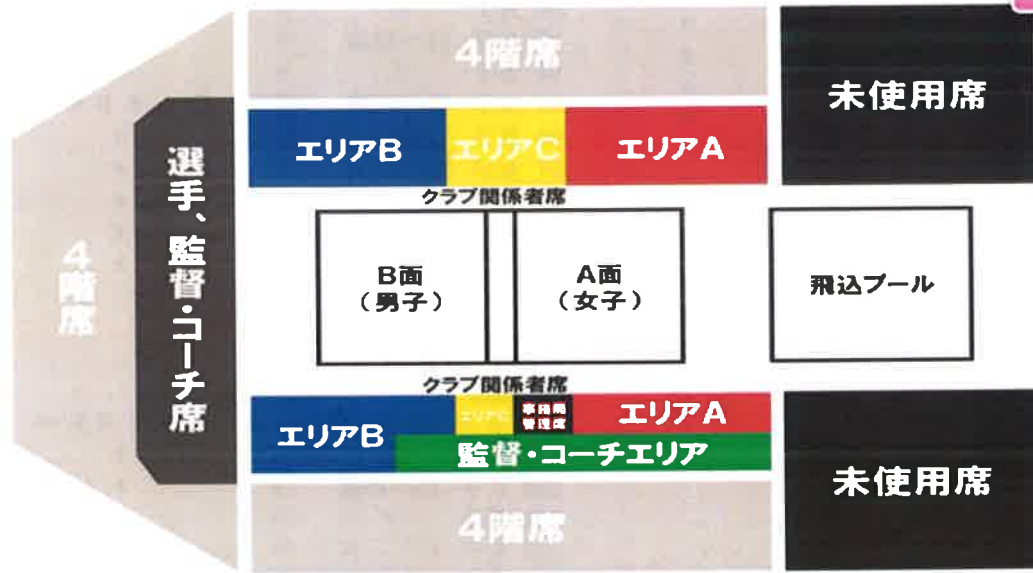 4階席
未使用席
エリアB
エリアC
エリアA
クラブ関係者席
4階席
選手、監督・コーチ席
B面
(男子)
A面
(女子)
飛込プール
クラブ関係者席
エリアB
エリアC
事務局
管理席
エリアA
監督・コーチエリア
未使用席
4階席